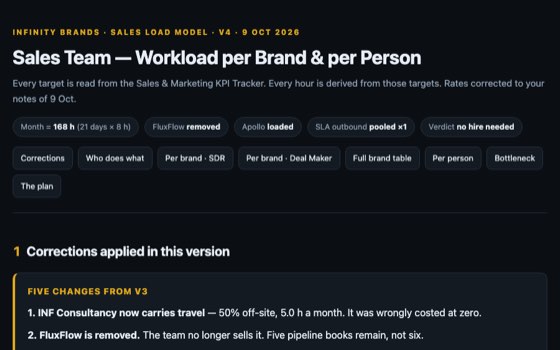 INFINITY BRANDS · SALES LOAD MODEL · V4 · 9 OCT 2026
Sales Team — Workload per Brand & per Person
Every target is read from the Sales & Marketing KPI Tracker. Every hour is derived from those targets. Rates corrected to your
notes of 9 Oct.
Month = 168 h (21 days × 8 h) FluxFlow removed Apollo loaded SLA outbound pooled ×1 Verdict no hire needed
Corrections Who does what Per brand · SDR Per brand · Deal Maker Full brand table Per person Bottleneck
The plan
1 Corrections applied in this version
FIVE CHANGES FROM V3
1. INF Consultancy now carries travel — 50% off-site, 5.0 h a month. It was wrongly costed at zero.
2. FluxFlow is removed. The team no longer sells it. Five pipeline books remain, not six.